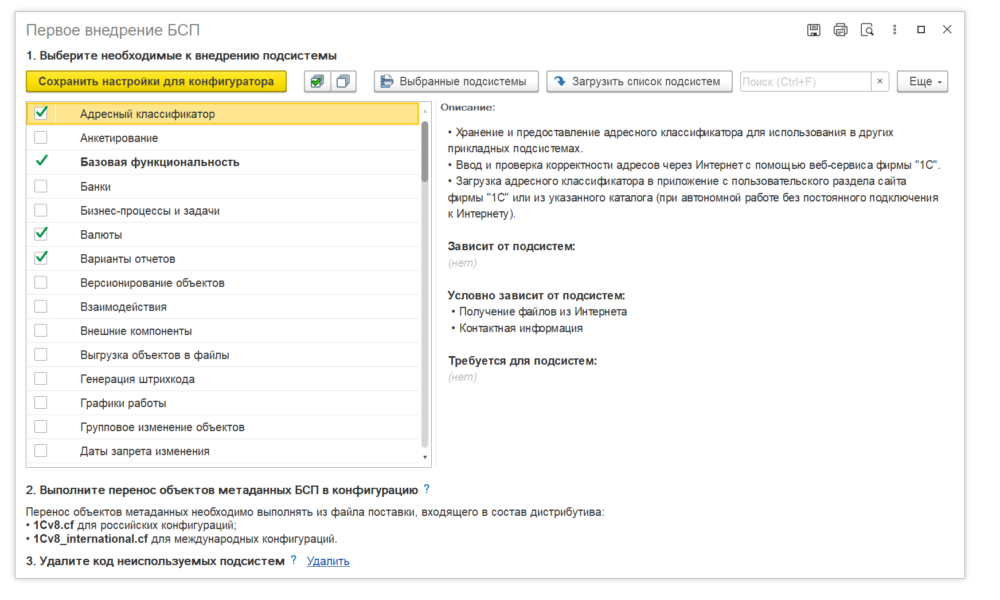 Первое внедрение БСП
1. Выберите необходимые к внедрению подсистемы
Сохранить настройки для конфигуратора
Выбранные подсистемы
Загрузить список подсистем
Поиск (Ctrl+F)
×
Еще
Адресный классификатор
Анкетирование
Базовая функциональность
Банки
Бизнес-процессы и задачи
Валюты
Варианты отчетов
Версионирование объектов
Взаимодействия
Внешние компоненты
Выгрузка объектов в файлы
Генерация штрихкода
Графики работы
Групповое изменение объектов
Даты запрета изменения
Описание:
• Хранение и предоставление адресного классификатора для использования в других
прикладных подсистемах.
• Ввод и проверка корректности адресов через Интернет с помощью веб-сервиса фирмы "1С".
• Загрузка адресного классификатора в приложение с пользовательского раздела сайта
фирмы "1С" или из указанного каталога (при автономной работе без постоянного подключения
к Интернету).
Зависит от подсистем:
(нет)
Условно зависит от подсистем:
• Получение файлов из Интернета
• Контактная информация
Требуется для подсистем:
(нет)
2. Выполните перенос объектов метаданных БСП в конфигурацию ?
Перенос объектов метаданных необходимо выполнять из файла поставки, входящего в состав дистрибутива:
• 1Cv8.cf для российских конфигураций;
• 1Cv8_international.cf для международных конфигураций.
3. Удалите код неиспользуемых подсистем ? Удалить